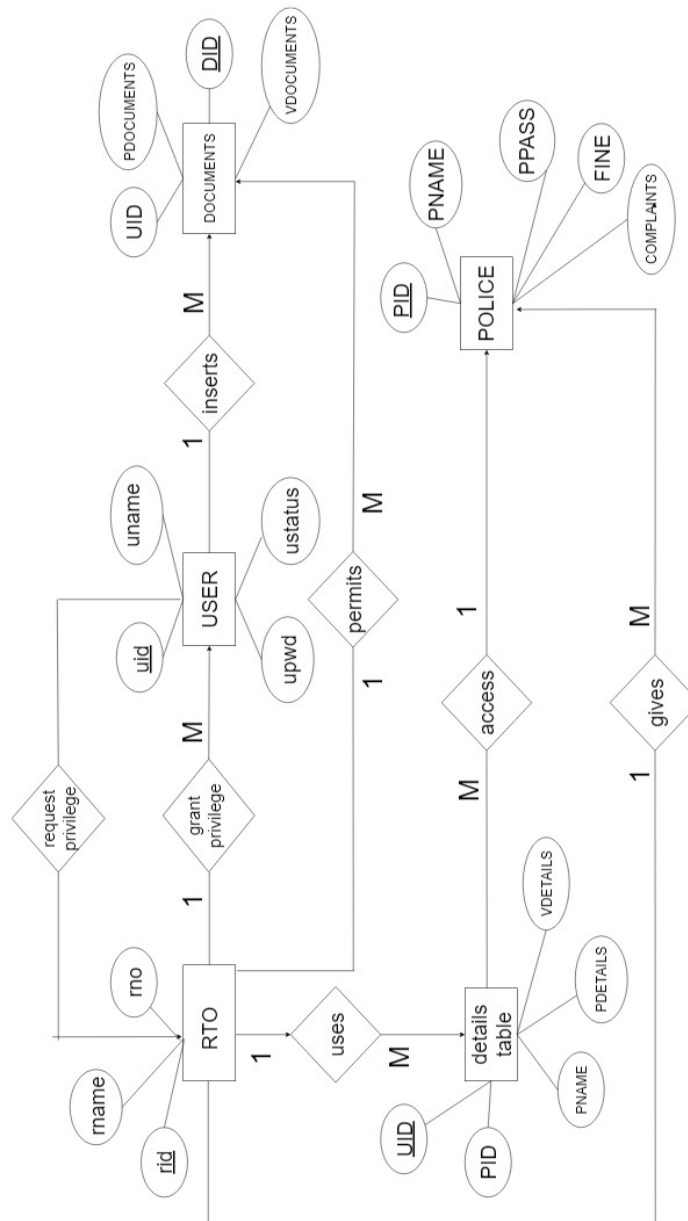 request
privilege
rname
rno
rid
RTO
1
grant
privilege
M
uid
uname
USER
upwd
ustatus
1
inserts
M
UID
PDOCUMENTS
DID
DOCUMENTS
VDOCUMENTS
1
permits
M
1
uses
M
UID
PID
details
table
PNAME
PDETAILS
VDETAILS
M
access
1
PID
PNAME
POLICE
PPASS
FINE
COMPLAINTS
1
gives
M